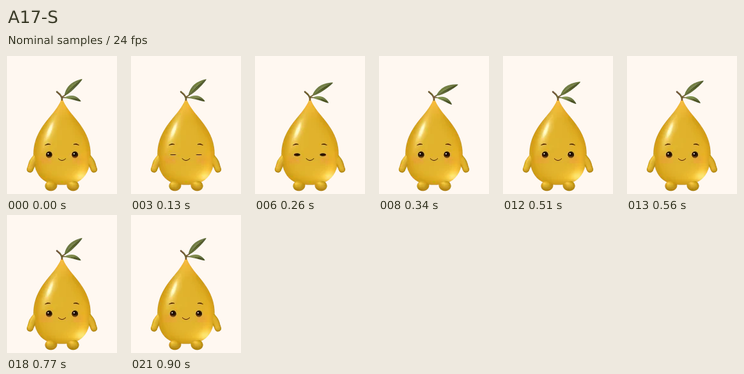 A17-S
Nominal samples / 24 fps
000 0.00 s
003 0.13 s
006 0.26 s
008 0.34 s
012 0.51 s
013 0.56 s
018 0.77 s
021 0.90 s